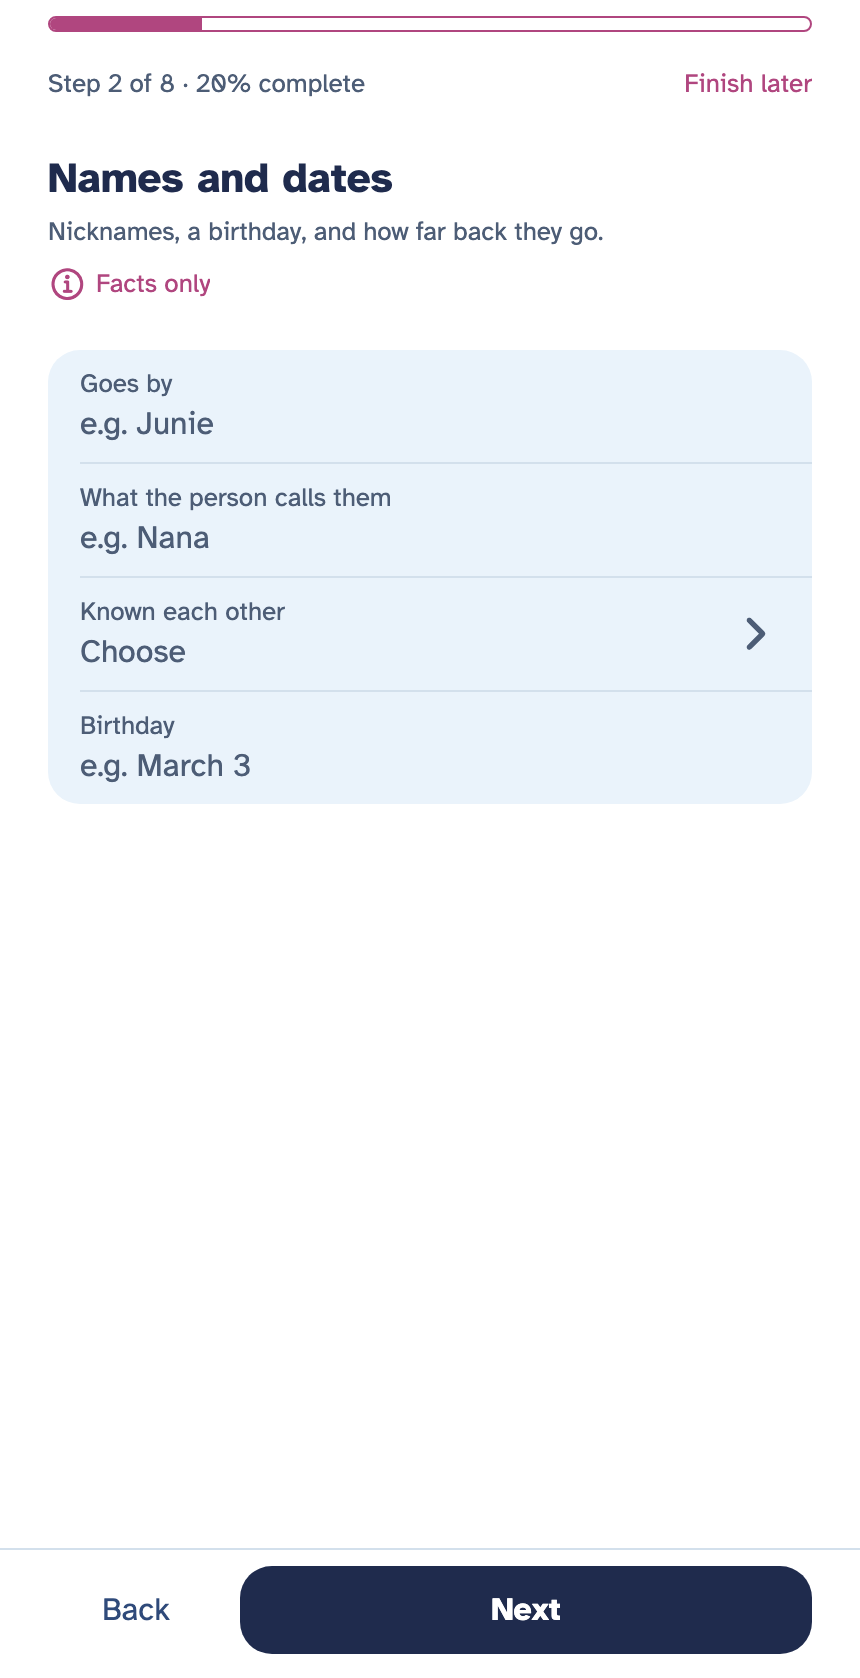 Step 2 of 8 · 20% complete
Finish later
Names and dates
Nicknames, a birthday, and how far back they go.
Facts only
Goes by
e.g. Junie
What the person calls them
e.g. Nana
Known each other
Choose
Birthday
e.g. March 3
Back
Next